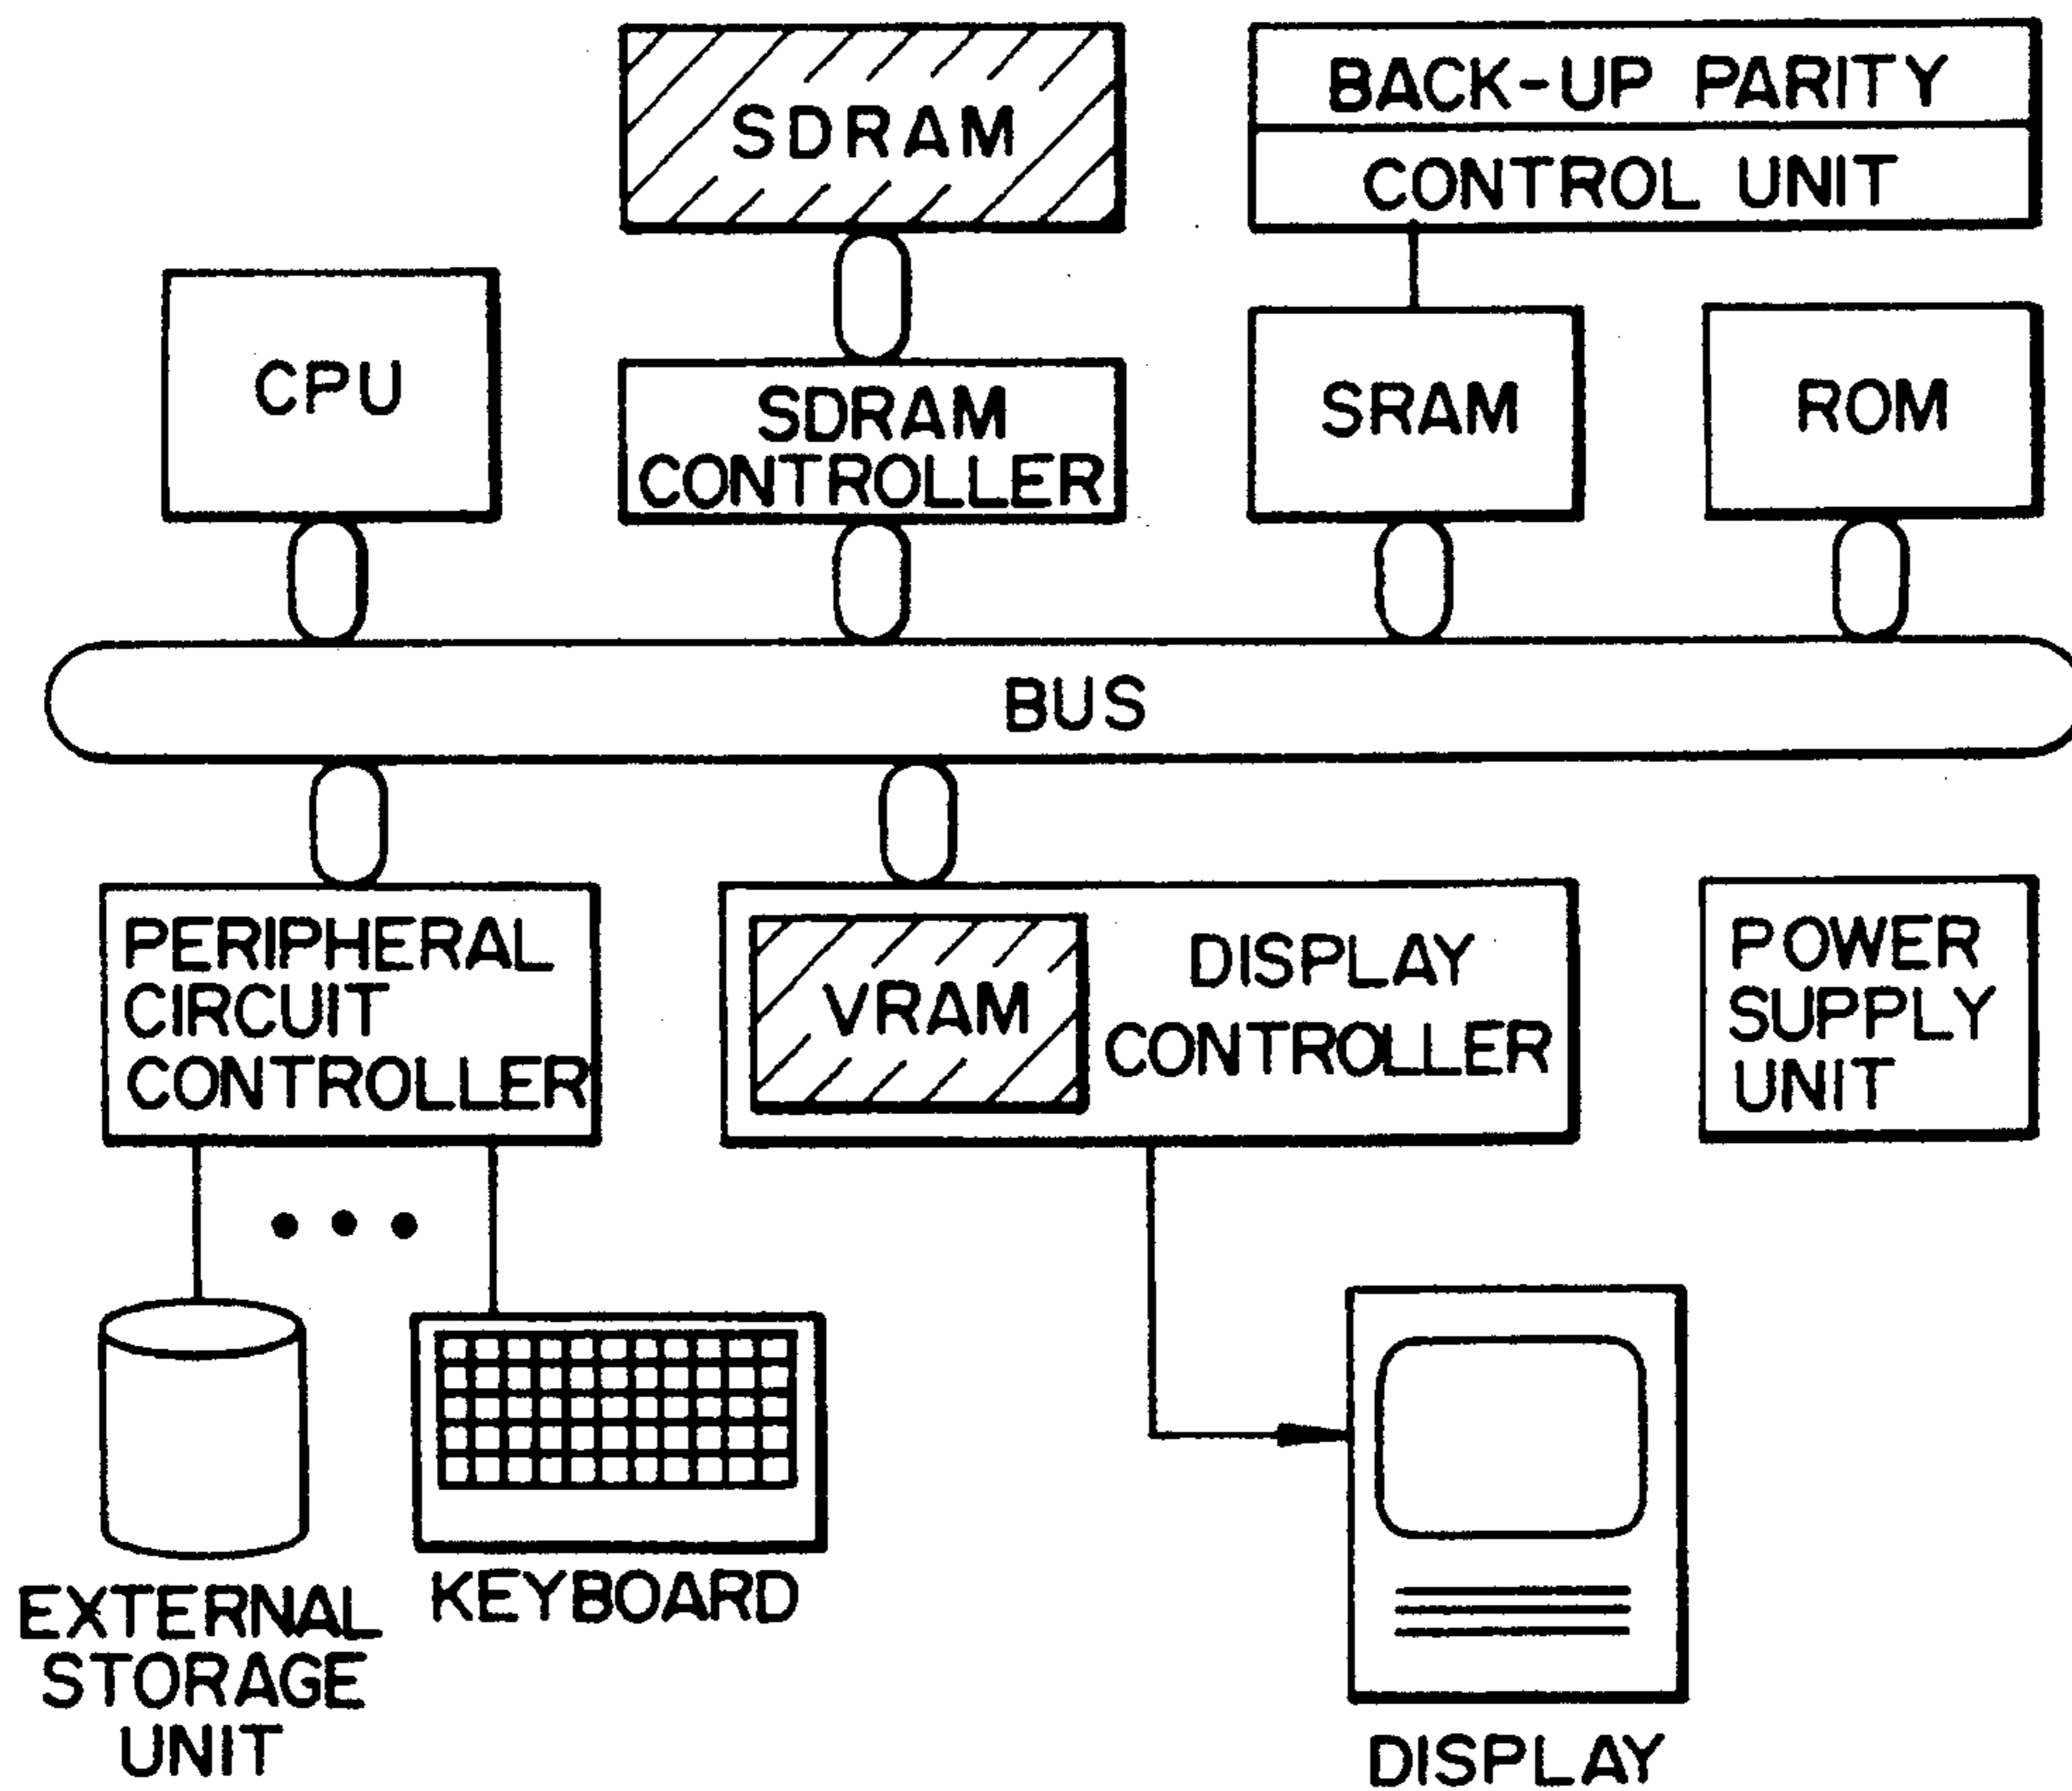 SDRAM
BACK-UP PARITY
CONTROL UNIT
CPU
SDRAM
CONTROLLER
SRAM
ROM
BUS
PERIPHERAL
CIRCUIT
CONTROLLER
VRAM
DISPLAY
CONTROLLER
POWER
SUPPLY
UNIT
EXTERNAL
STORAGE
UNIT
KEYBOARD
DISPLAY